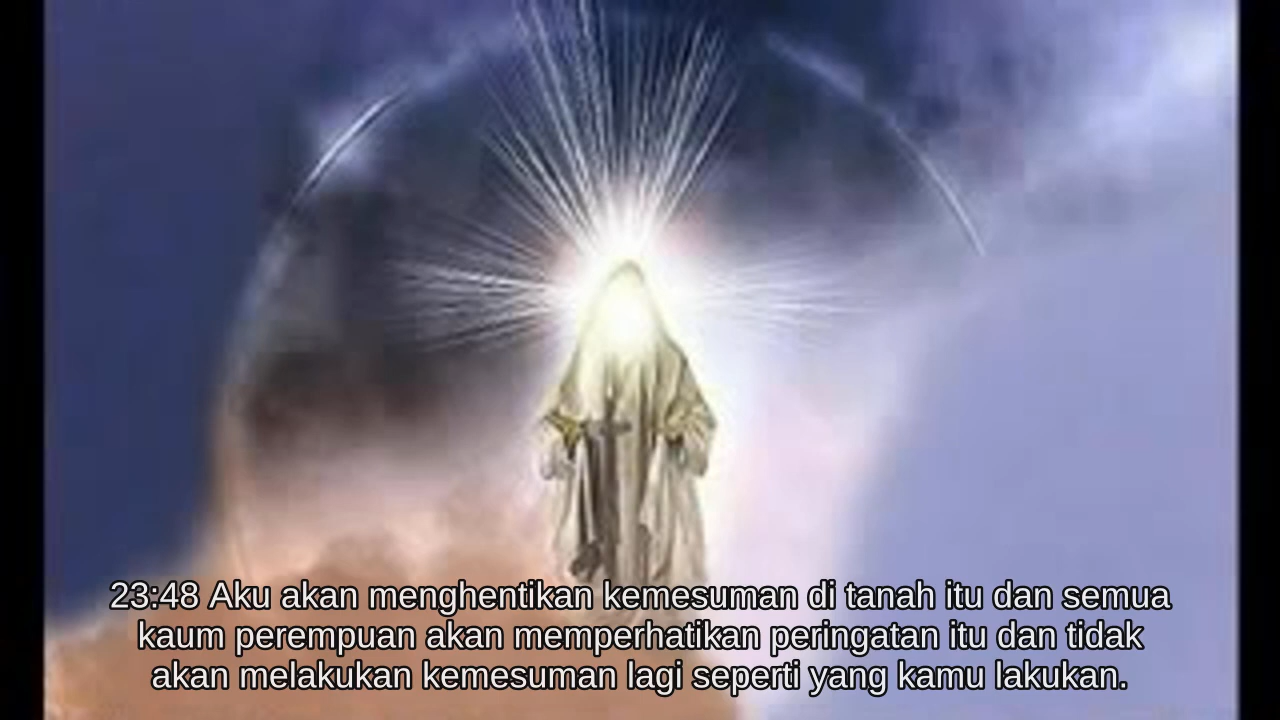 23:48 Aku akan menghentikan kemesuman di tanah itu dan semua
kaum perempuan akan memperhatikan peringatan itu dan tidak
akan melakukan kemesuman lagi seperti yang kamu lakukan.